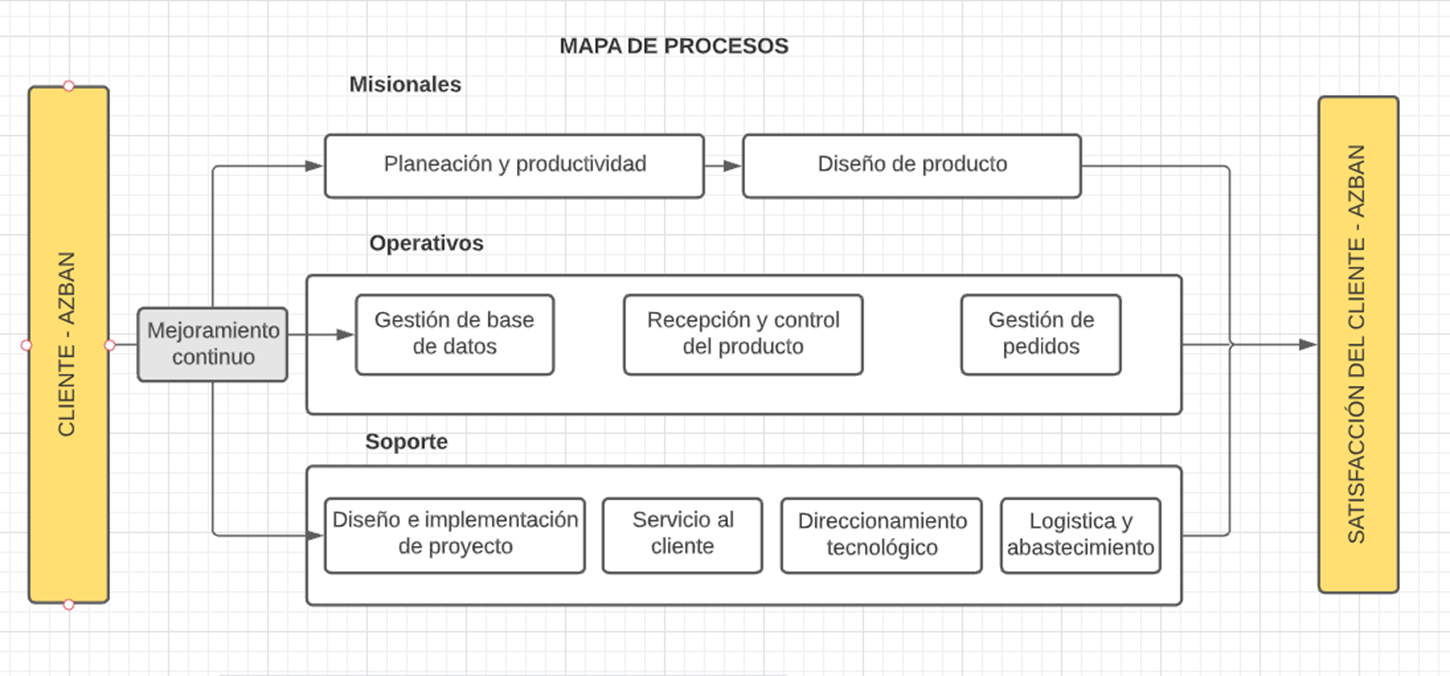 MAPA DE PROCESOS
Misionales
Planeación y productividad
Diseño de producto
Operativos
CLIENTE - AZBAN
Mejoramiento
continuo
Gestión de base
de datos
Recepción y control
del producto
Gestión de
pedidos
Soporte
Diseño e implementación
de proyecto
Servicio al
cliente
Direccionamiento
tecnológico
Logistica y
abastecimiento
SATISFACCIÓN DEL CLIENTE - AZBAN